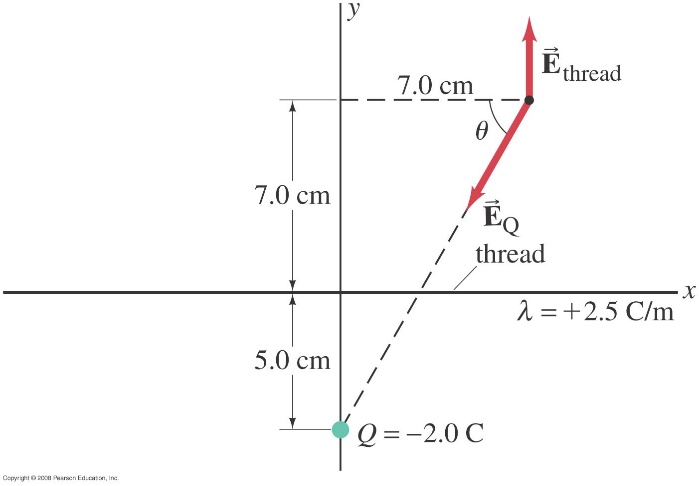 y
E⃗ thread
7.0 cm
θ
7.0 cm
E⃗Q
thread
x
λ = +2.5 C/m
5.0 cm
Q = −2.0 C
Copyright © 2008 Pearson Education, Inc.